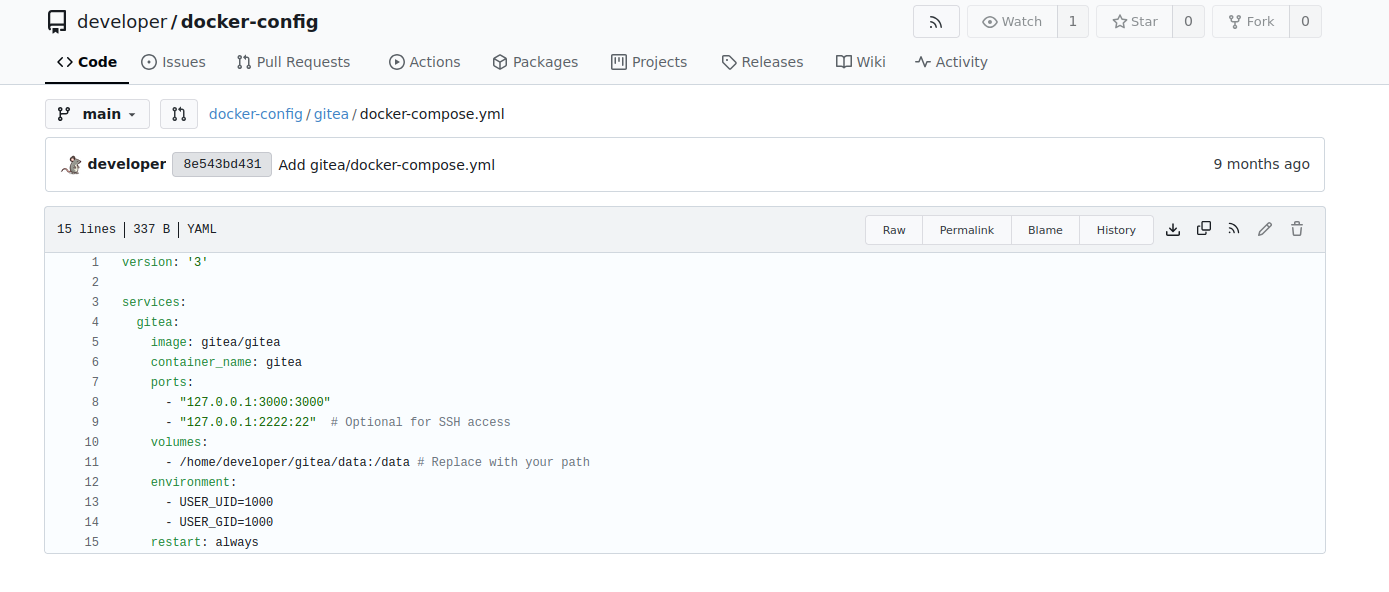 developer / docker-config
Watch 1
Star 0
Fork 0
Code Issues Pull Requests Actions Packages Projects Releases Wiki Activity
main
docker-config / gitea / docker-compose.yml
developer 8e543bd431 Add gitea/docker-compose.yml 9 months ago
15 lines | 337 B | YAML
Raw Permalink Blame History
1 version: '3'
2
3 services:
4   gitea:
5     image: gitea/gitea
6     container_name: gitea
7     ports:
8       - "127.0.0.1:3000:3000"
9       - "127.0.0.1:2222:22"  # Optional for SSH access
10     volumes:
11       - /home/developer/gitea/data:/data # Replace with your path
12     environment:
13       - USER_UID=1000
14       - USER_GID=1000
15     restart: always